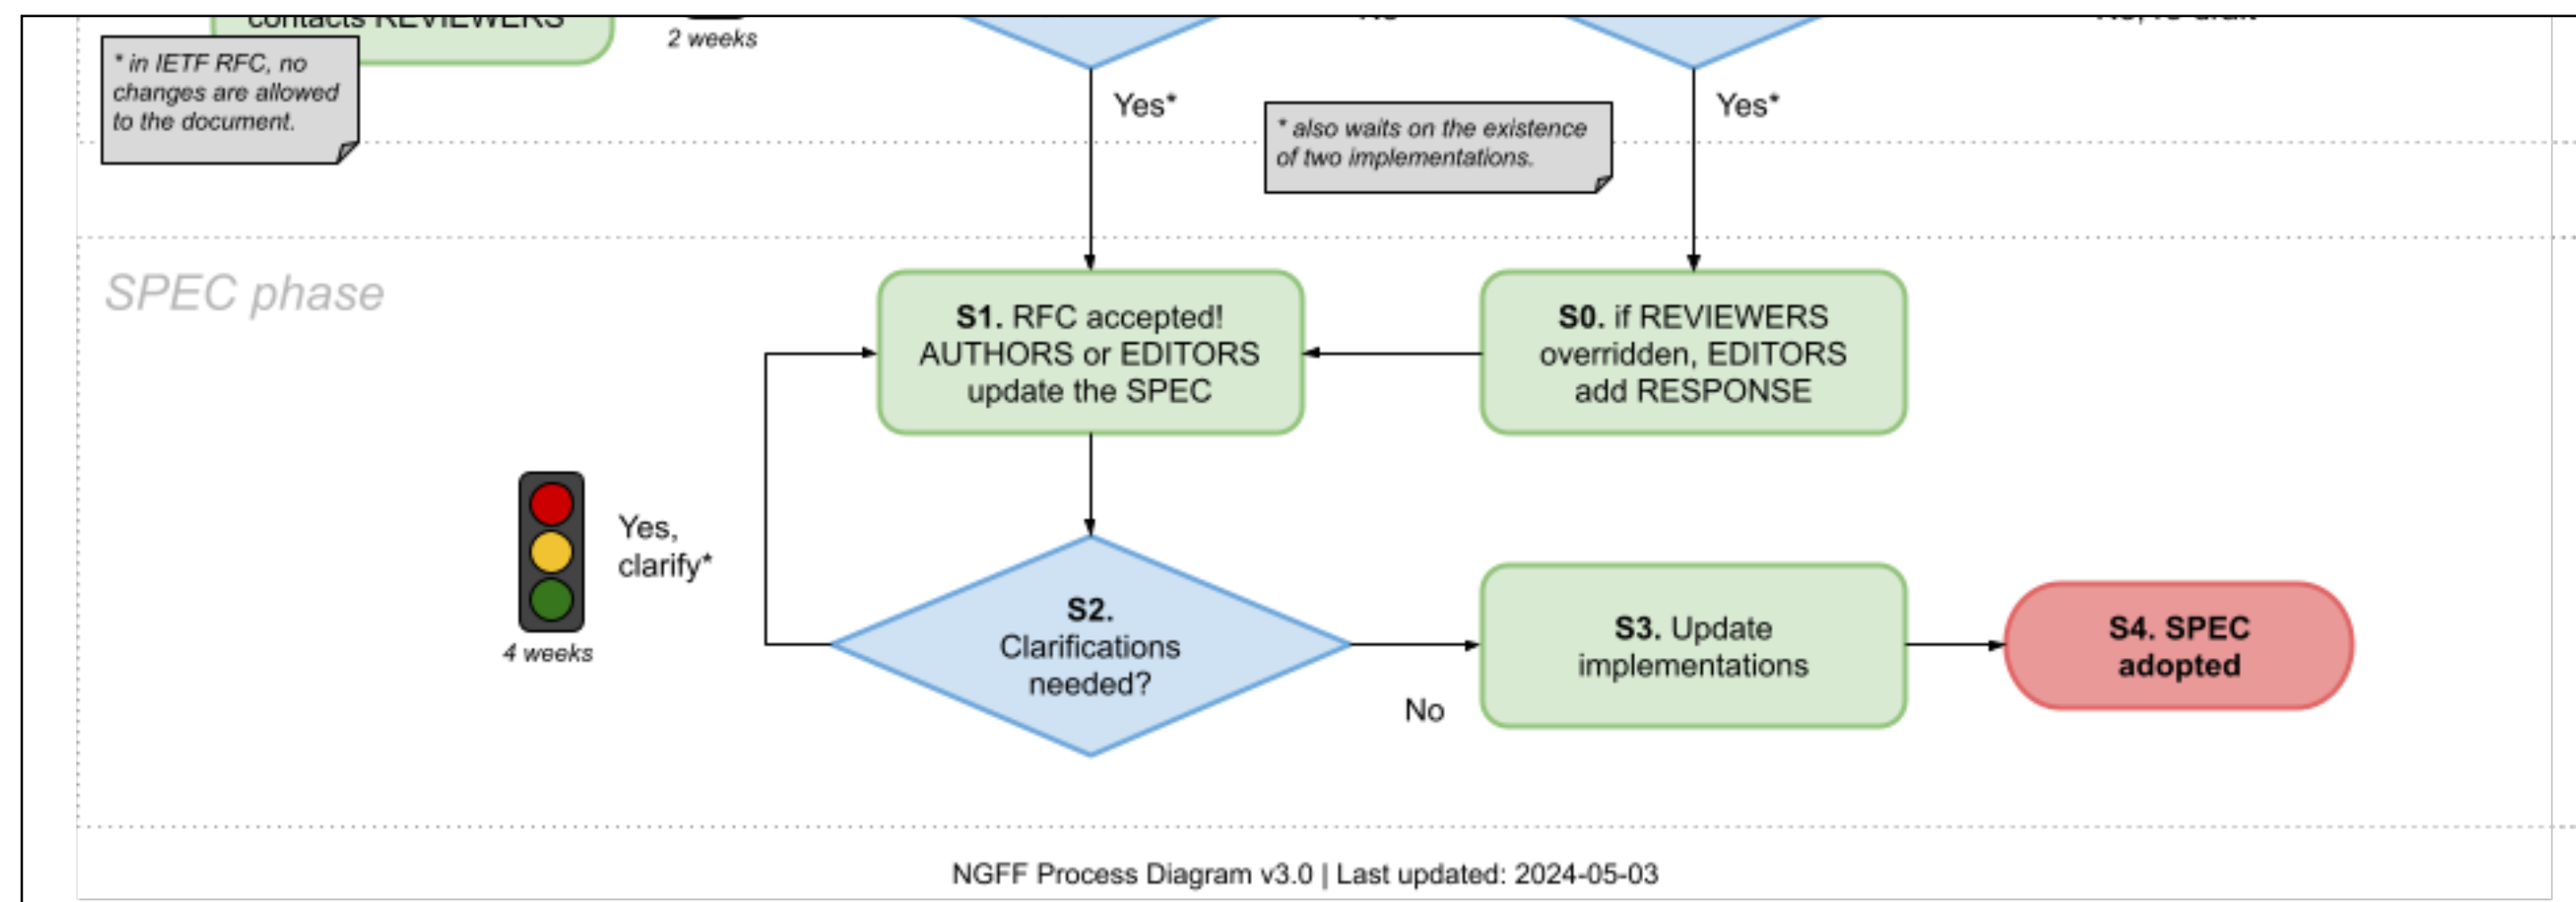 contacts REVIEWERS
2 weeks
No
* in IETF RFC, no
changes are allowed
to the document.
Yes*
* also waits on the existence
of two implementations.
Yes*
SPEC phase
S1. RFC accepted!
AUTHORS or EDITORS
update the SPEC
S0. if REVIEWERS
overridden, EDITORS
add RESPONSE
Yes,
clarify*
4 weeks
S2.
Clarifications
needed?
No
S3. Update
implementations
S4. SPEC
adopted
NGFF Process Diagram v3.0 | Last updated: 2024-05-03